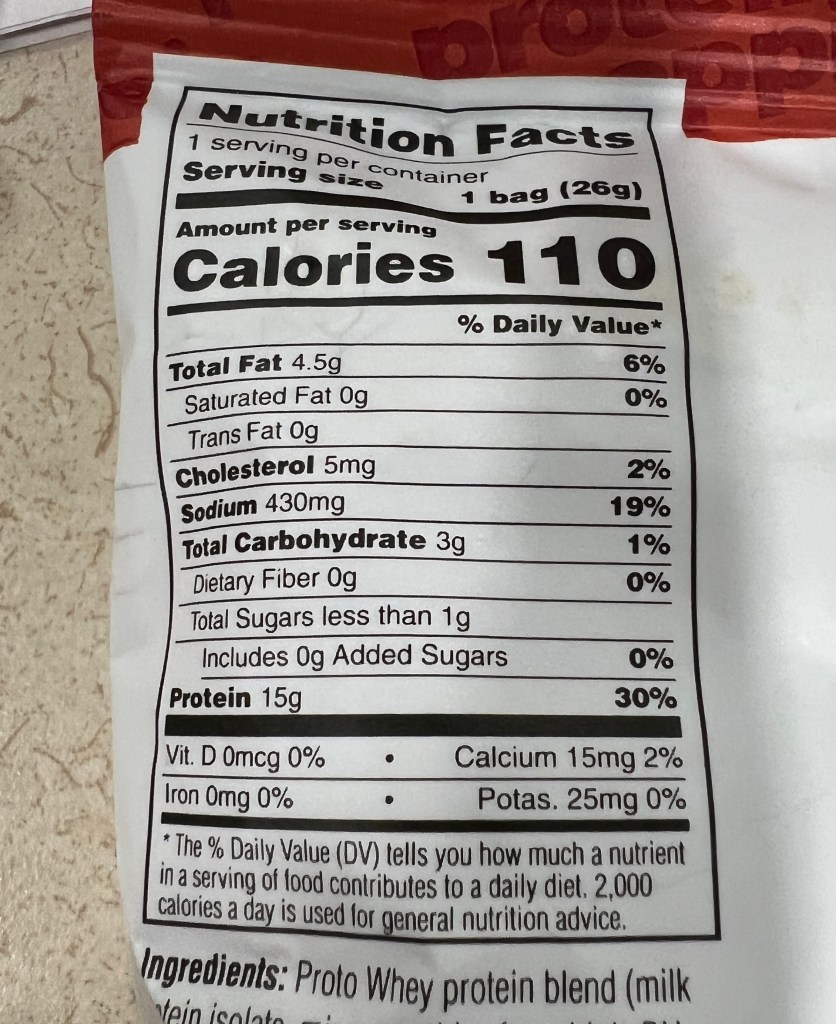 Nutrition Facts
1 serving per container
Serving size 1 bag (26g)
Amount per serving
Calories 110
% Daily Value*
Total Fat 4.5g 6%
Saturated Fat 0g 0%
Trans Fat 0g
Cholesterol 5mg 2%
Sodium 430mg 19%
Total Carbohydrate 3g 1%
Dietary Fiber 0g 0%
Total Sugars less than 1g
Includes 0g Added Sugars 0%
Protein 15g 30%
Vit. D 0mcg 0% • Calcium 15mg 2%
Iron 0mg 0% • Potas. 25mg 0%
* The % Daily Value (DV) tells you how much a nutrient
in a serving of food contributes to a daily diet. 2,000
calories a day is used for general nutrition advice.
Ingredients: Proto Whey protein blend (milk